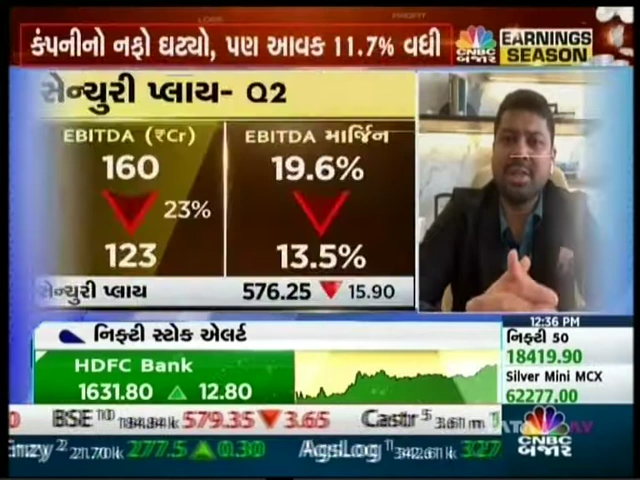 કંપનીનો નફો ઘટ્યો, પણ આવક 11.7% વધી
CNBC
બજાર
EARNINGS
SEASON
સેન્ચુરી પ્લાય- Q2
EBITDA (₹Cr)
EBITDA માર્જિન
160
19.6%
23%
123
13.5%
સેન્ચુરી પ્લાય
576.25
15.90
12:36 PM
નિફ્ટી સ્ટોક એલર્ટ
નિફ્ટી 50
18419.90
HDFC Bank
1631.80
12.80
Silver Mini MCX
62277.00
BSE
579.35
3.65
Castr
CNBC
બજાર
277.5
0.30
AgsLog